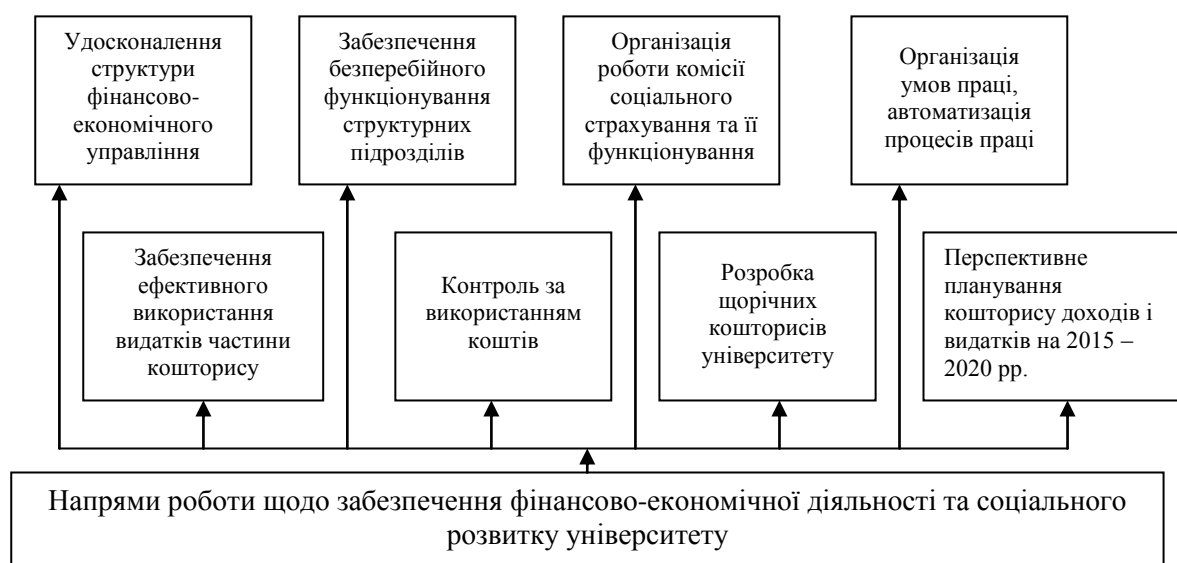 Удосконалення
структури
фінансово-
економічного
управління
Забезпечення
безперебійного
функціонування
структурних
підрозділів
Організація
роботи комісії
соціального
страхування та її
функціонування
Організація
умов праці,
автоматизація
процесів праці
Забезпечення
ефективного
використання
видатків частини
кошторису
Контроль за
використанням
коштів
Розробка
щорічних
кошторисів
університету
Перспективне
планування
кошторису доходів і
видатків на 2015 –
2020 рр.
Напрями роботи щодо забезпечення фінансово-економічної діяльності та соціального
розвитку університету